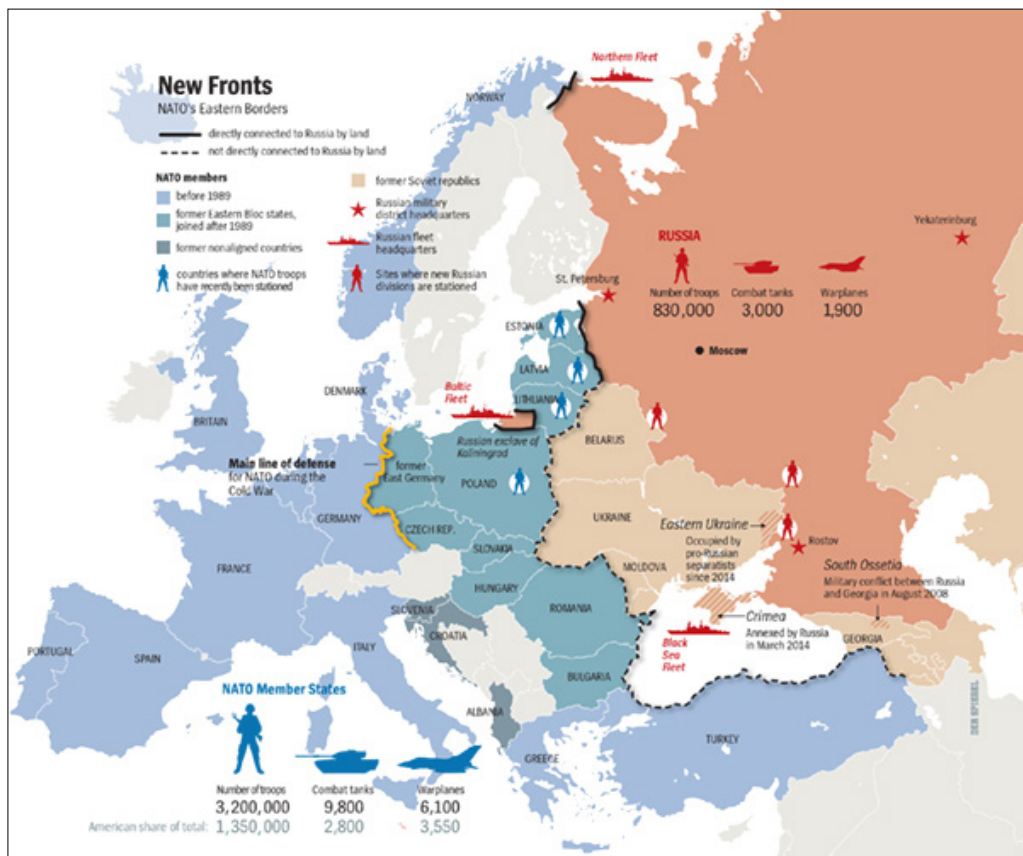 New Fronts
NATO's Eastern Borders
directly connected to Russia by land
not directly connected to Russia by land
NATO members
before 1989
former Eastern Bloc states,
joined after 1989
former nonaligned countries
countries where NATO troops
have recently been stationed
former Soviet republics
Russian military
district headquarters
Russian fleet
headquarters
Sites where new Russian
divisions are stationed
Northern Fleet
NORWAY
Yekaterinburg
RUSSIA
St. Petersburg
Number of troops
830,000
Combat tanks
3,000
Warplanes
1,900
Moscow
ESTONIA
LATVIA
LITHUANIA
DENMARK
Baltic
Fleet
BRITAIN
BELARUS
Russian exclave of
Kaliningrad
Main line of defense
for NATO during the
Cold War
former
East Germany
POLAND
GERMANY
CZECH REP.
UKRAINE
Eastern Ukraine
Occupied by
pro-Russian
separatists
since 2014
Rostov
SLOVAKIA
FRANCE
MOLDOVA
South Ossetia
Military conflict between Russia
and Georgia in August 2008
HUNGARY
ROMANIA
SLOVENIA
CROATIA
Crimea
Annexed by Russia
in March 2014
GEORGIA
Black
Sea
Fleet
PORTUGAL
SPAIN
ITALY
BULGARIA
ALBANIA
GREECE
TURKEY
DER SPIEGEL
NATO Member States
Number of troops
3,200,000
Combat tanks
9,800
Warplanes
6,100
American share of total: 1,350,000 2,800 3,550